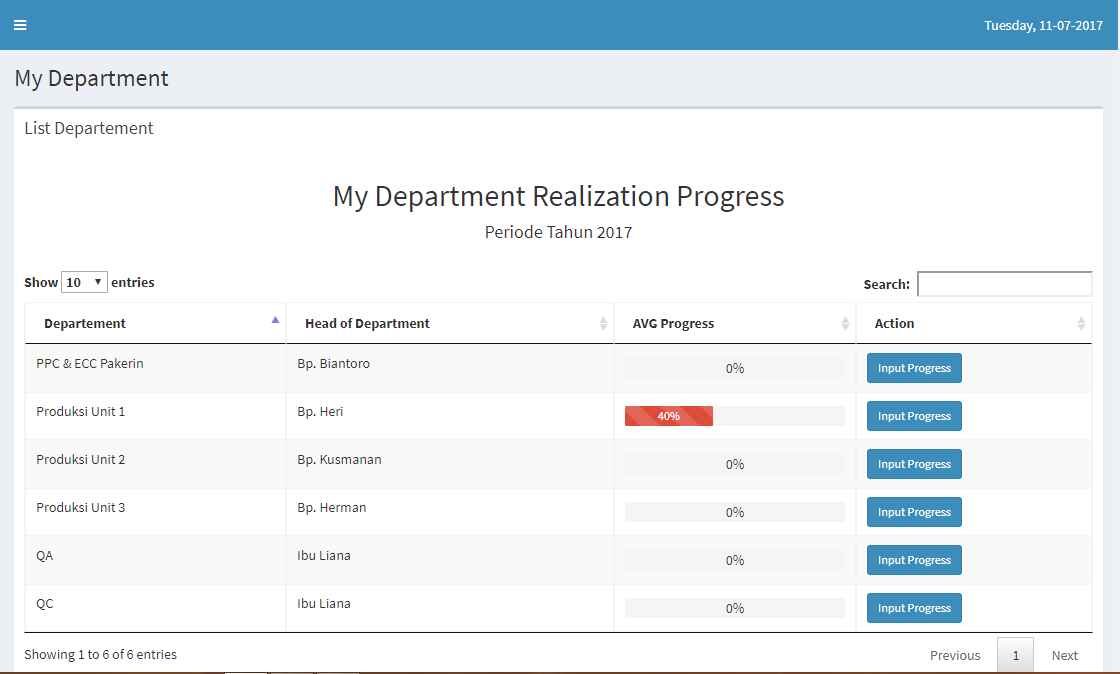 Tuesday, 11-07-2017
My Department
List Departement
My Department Realization Progress
Periode Tahun 2017
Show 10 entries Search:
Departement Head of Department AVG Progress Action
PPC & ECC Pakerin Bp. Biantoro 0% Input Progress
Produksi Unit 1 Bp. Heri 40% Input Progress
Produksi Unit 2 Bp. Kusmanan 0% Input Progress
Produksi Unit 3 Bp. Herman 0% Input Progress
QA Ibu Liana 0% Input Progress
QC Ibu Liana 0% Input Progress
Showing 1 to 6 of 6 entries Previous 1 Next